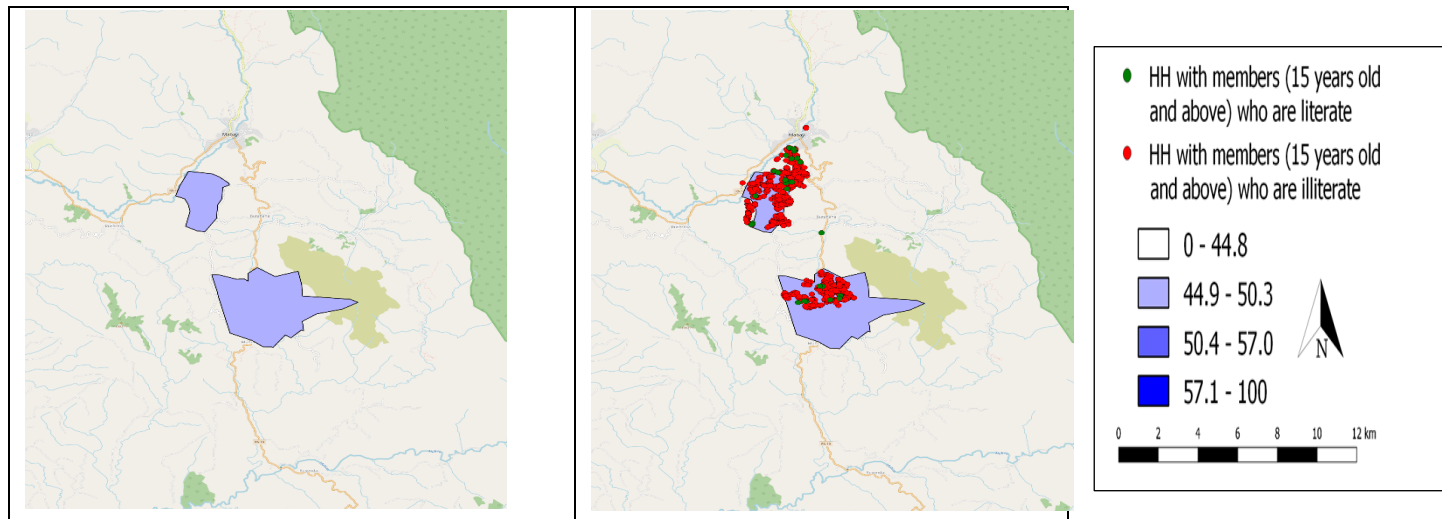 Manay
Manay
HH with members (15 years old
and above) who are literate
HH with members (15 years old
and above) who are illiterate
0 - 44.8
44.9 - 50.3
50.4 - 57.0
57.1 - 100
N
0 2 4 6 8 10 12 km